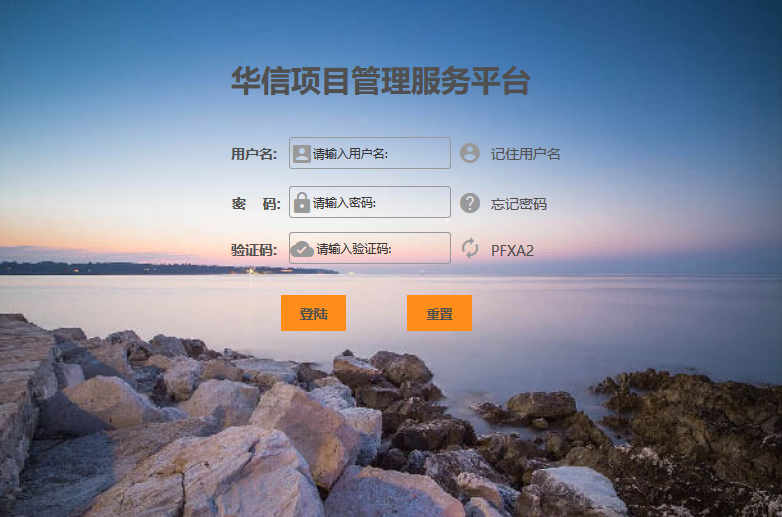 华信项目管理服务平台
用户名: 请输入用户名: 记住用户名
密 码: 请输入密码: 忘记密码
验证码: 请输入验证码: PFXA2
登陆 重置